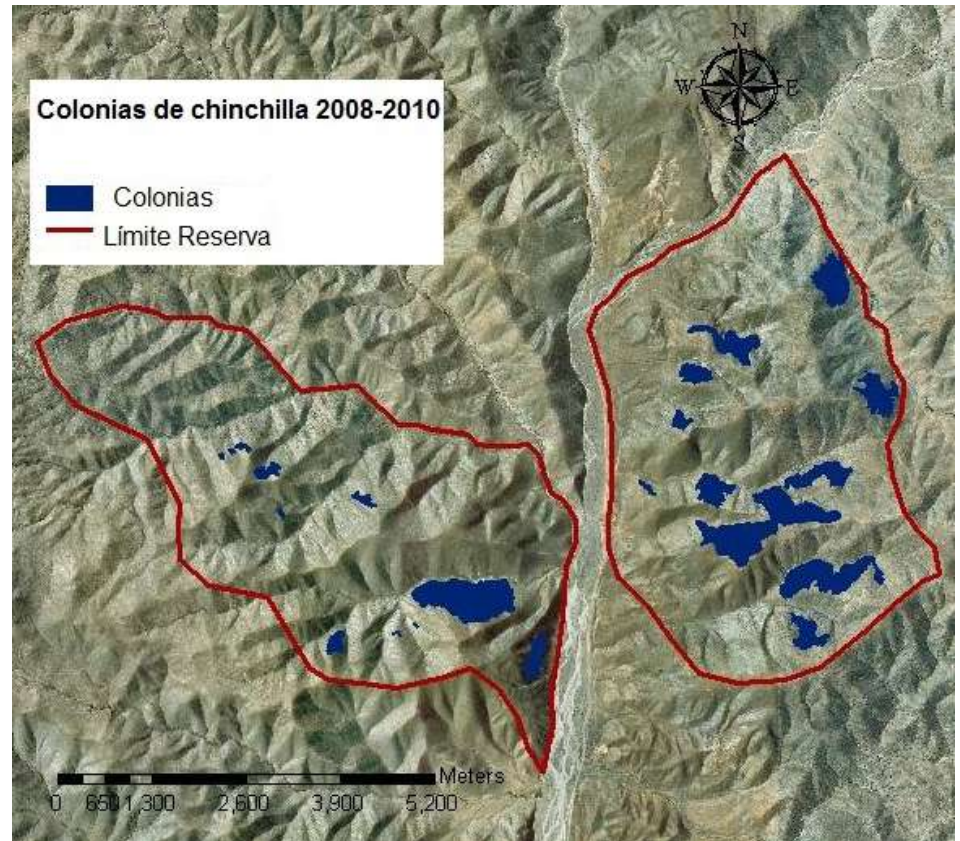 N
W E
S
Colonias de chinchilla 2008-2010
Colonias
Límite Reserva
Meters
0 650 1,300 2,600 3,900 5,200